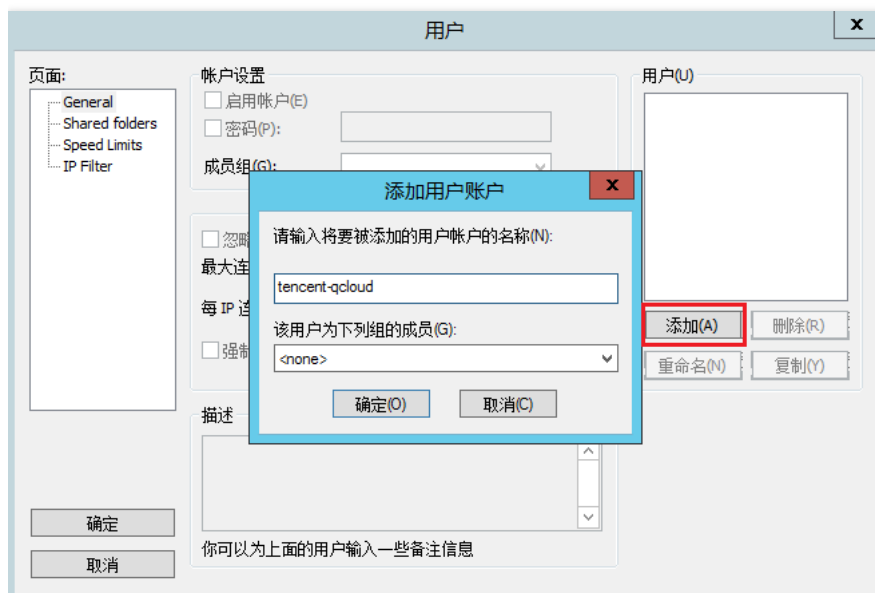 用户
x
页面:
General
Shared folders
Speed Limits
IP Filter
帐户设置
启用帐户(E)
密码(P):
成员组(G):
用户(U)
添加用户账户
x
请输入将要被添加的用户帐户的名称(N):
tencent-qcloud
该用户为下列组的成员(G):
<none>
确定(O)
取消(C)
忽略
最大连
每 IP 连
强制
添加(A)
删除(R)
重命名(N)
复制(Y)
描述
你可以为上面的用户输入一些备注信息
确定
取消